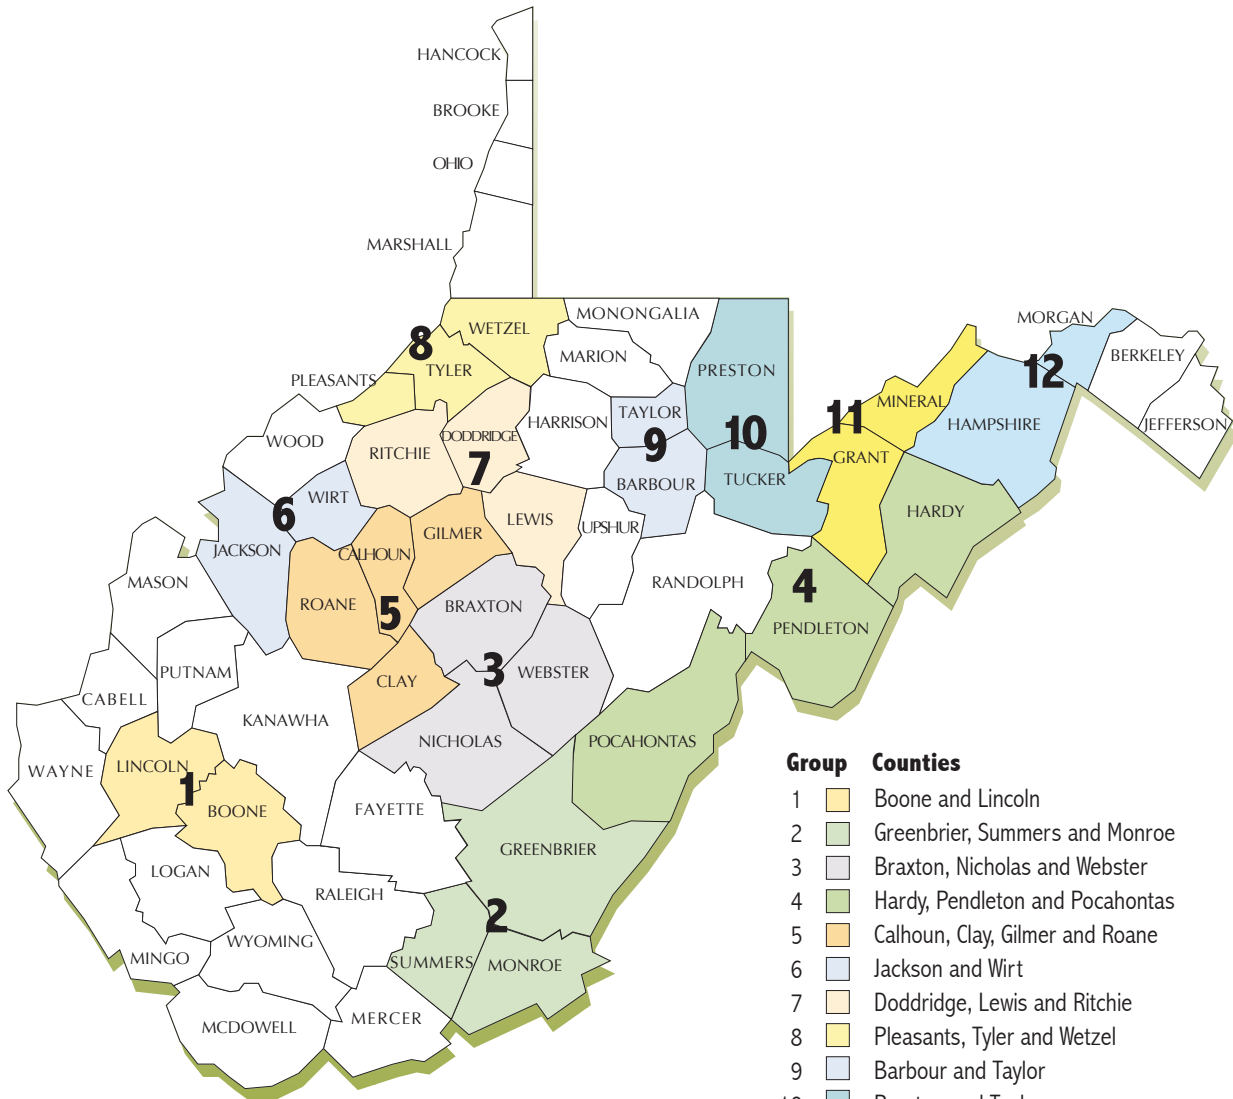 HANCOCK
BROOKE
OHIO
MARSHALL
WETZEL
MONONGALIA
MORGAN
8
TYLER
MARION
PRESTON
BERKELEY
12
PLEASANTS
MINERAL
HARRISON
TAYLOR
11
HAMPSHIRE
JEFFERSON
WOOD
RITCHIE
DODDRIDGE
9
10
GRANT
7
WIRT
BARBOUR
TUCKER
6
LEWIS
UPSHUR
HARDY
JACKSON
CALHOUN
GILMER
MASON
RANDOLPH
4
ROANE
5
BRAXTON
PENDLETON
PUTNAM
CLAY
3
WEBSTER
CABELL
KANAWHA
NICHOLAS
POCAHONTAS
WAYNE
LINCOLN
1
BOONE
FAYETTE
GREENBRIER
LOGAN
RALEIGH
2
MINGO
WYOMING
SUMMERS
MONROE
MCDOWELL
MERCER
Group Counties
1 Boone and Lincoln
2 Greenbrier, Summers and Monroe
3 Braxton, Nicholas and Webster
4 Hardy, Pendleton and Pocahontas
5 Calhoun, Clay, Gilmer and Roane
6 Jackson and Wirt
7 Doddridge, Lewis and Ritchie
8 Pleasants, Tyler and Wetzel
9 Barbour and Taylor